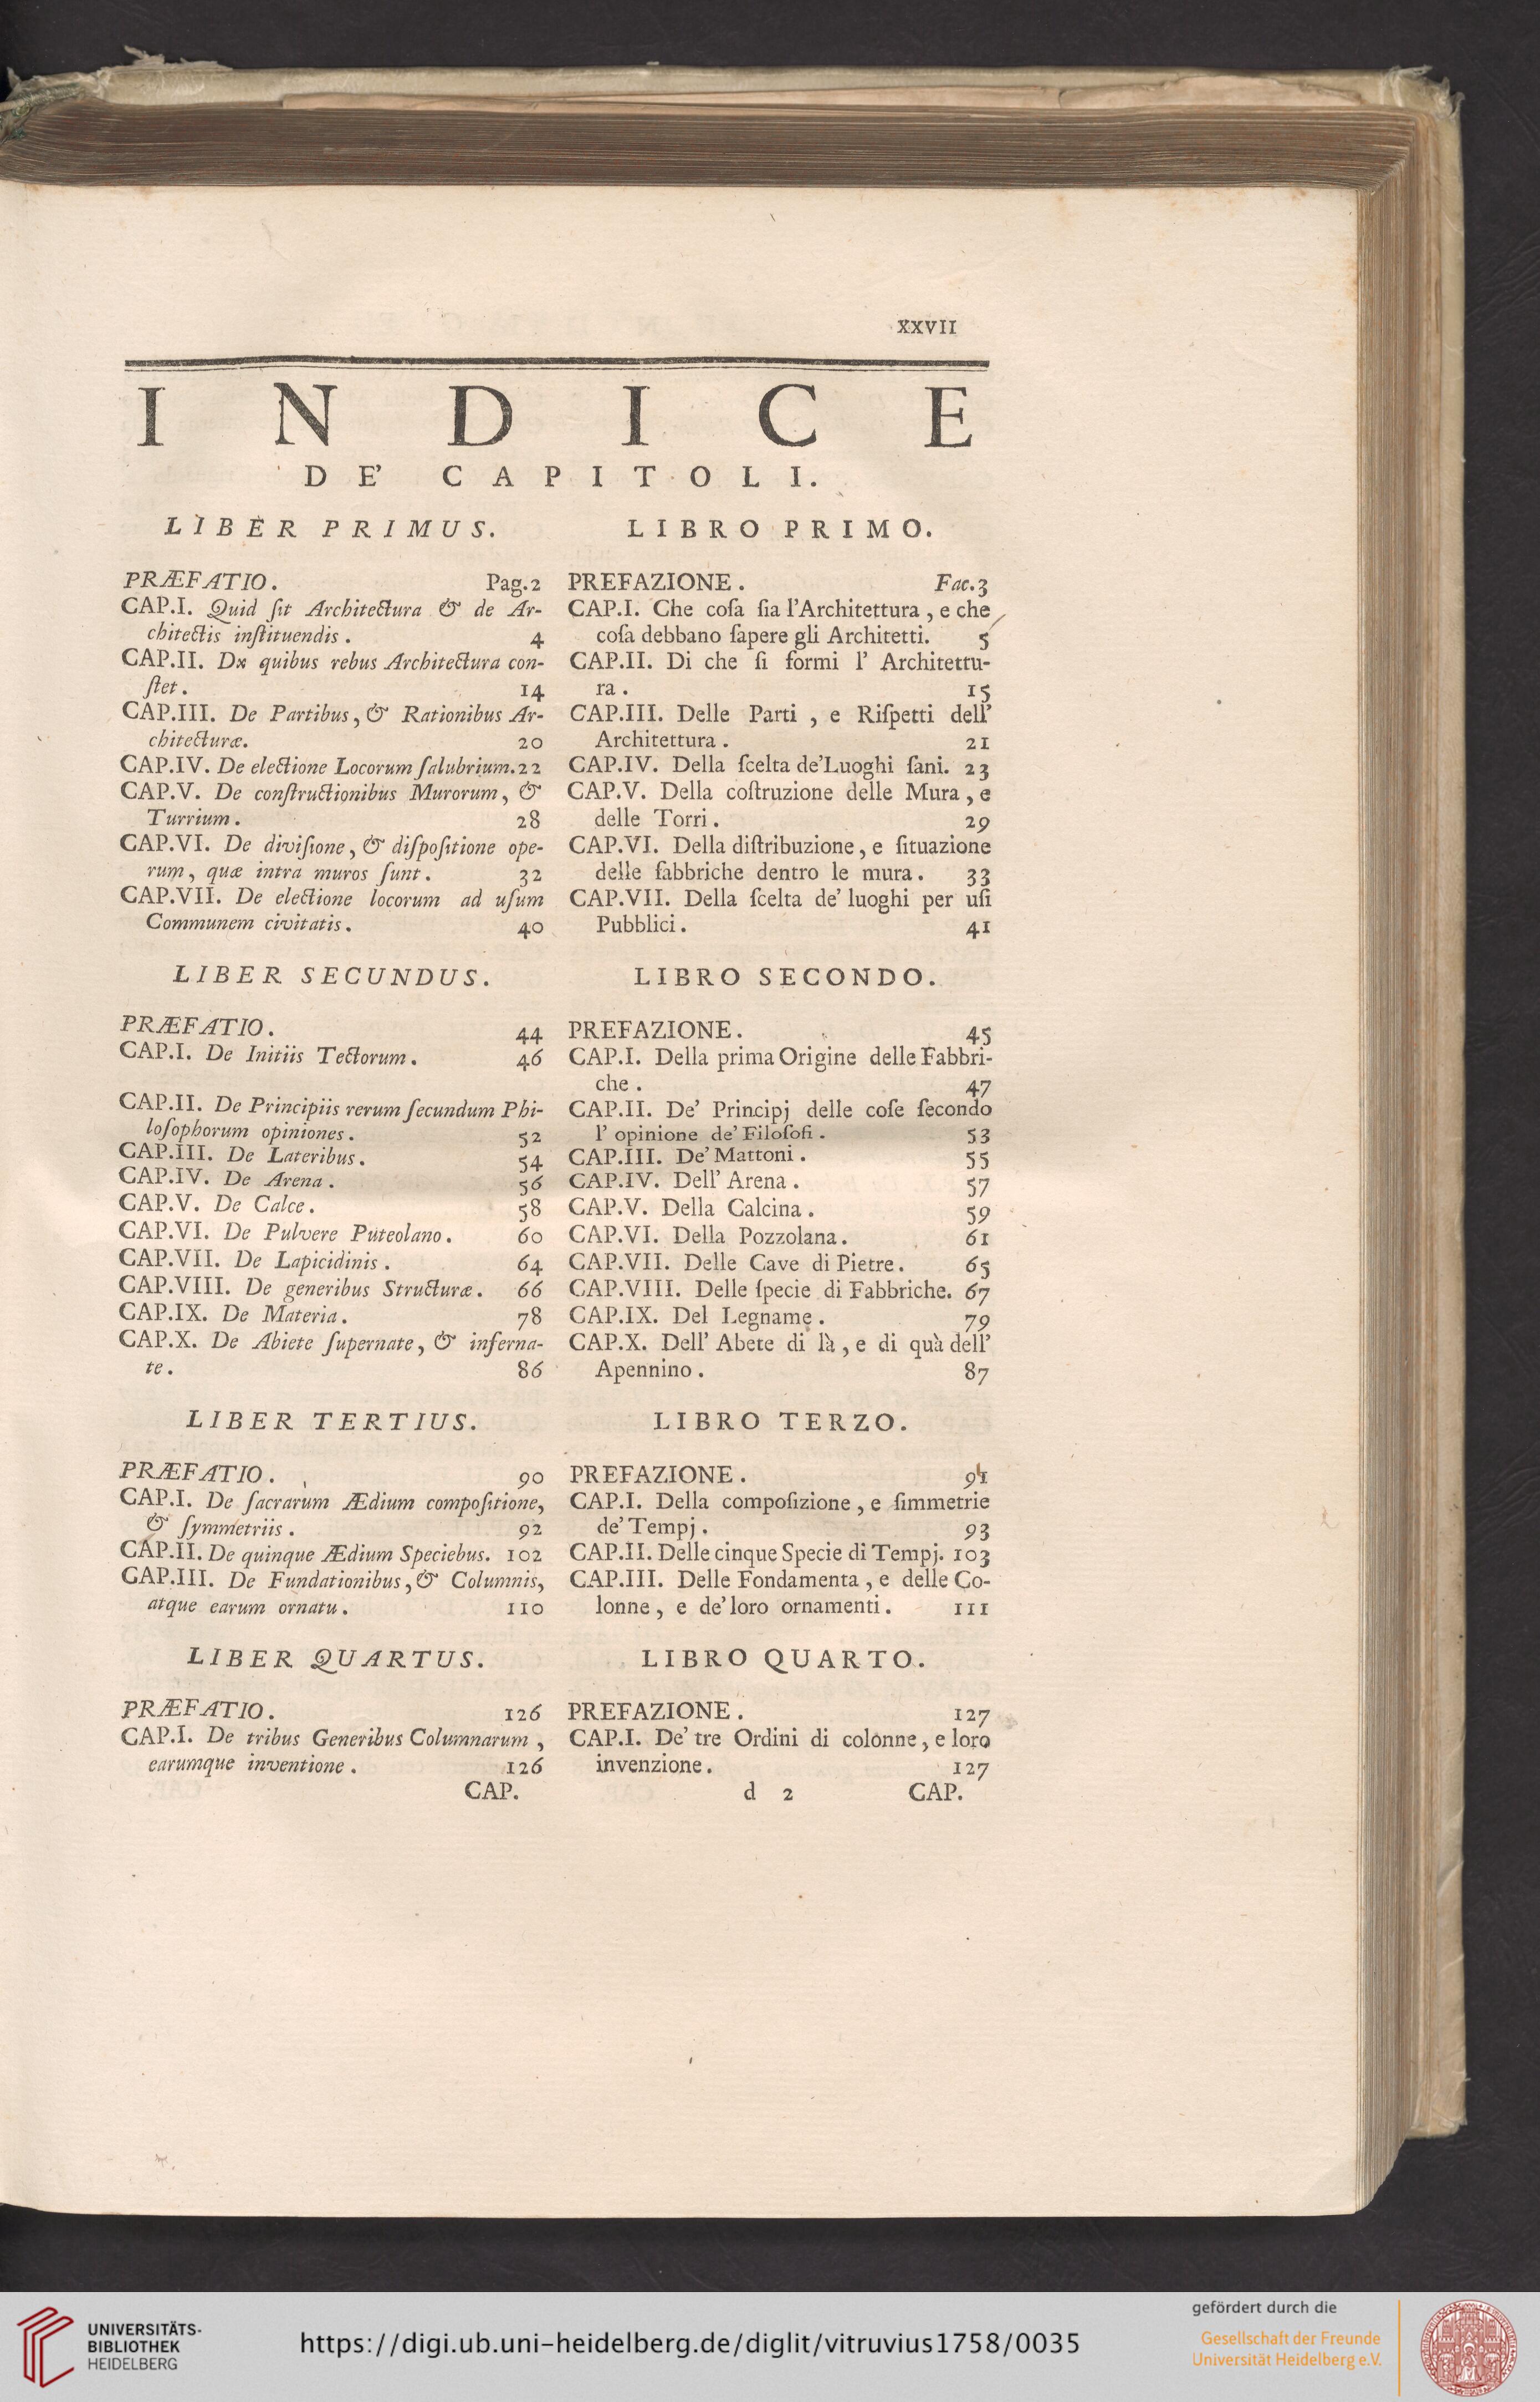 XXVII
INDICE
DE' CAPITOLI.
LIBER PRIMUS.
PRÆFATIO. Pag.2
CAP.I. Quid ſit Architectura & de Ar-
chitectis inſtituendis. 4
CAP.II. Dx quibus rebus Architectura con-
ſtet. 14
CAP.III. De Partibus, & Rationibus Ar-
chitecturæ. 20
CAP.IV. De electione Locorum ſalubrium. 22
CAP.V. De conſtructionibus Murorum, &
Turrium. 28
CAP.VI. De diviſione, & diſpoſitione ope-
rum, quæ intra muros ſunt. 32
CAP.VII. De electione locorum ad uſum
Communem civitatis. 40
LIBER SECUNDUS.
PRÆFATIO. 44
CAP.I. De Initiis Tectorum. 46
CAP.II. De Principiis rerum ſecundum Phi-
loſophorum opiniones. 52
CAP.III. De Lateribus. 54
CAP.IV. De Arena. 56
CAP.V. De Calce. 58
CAP.VI. De Pulvere Puteolano. 60
CAP.VII. De Lapicidinis. 64
CAP.VIII. De generibus Structuræ. 66
CAP.IX. De Materia. 78
CAP.X. De Abiete ſupernate, & inferna-
te. 86
LIBER TERTIUS.
PRÆFATIO. 90
CAP.I. De ſacrarum Ædium compoſitione,
& ſymmetriis. 92
CAP.II. De quinque Ædium Speciebus. 102
CAP.III. De Fundationibus, & Columnis,
atque earum ornatu. 110
LIBER QUARTUS.
PRÆFATIO. 126
CAP.I. De tribus Generibus Columnarum,
earumque inventione. 126
CAP.
LIBRO PRIMO.
PREFAZIONE. Fac.3
CAP.I. Che coſa ſia l'Architettura, e che
coſa debbano ſapere gli Architetti. 5
CAP.II. Di che ſi formi l' Architettu-
ra. 15
CAP.III. Delle Parti, e Riſpetti dell'
Architettura. 21
CAP.IV. Della ſcelta de'Luoghi ſani. 23
CAP.V. Della coſtruzione delle Mura, e
delle Torri. 29
CAP.VI. Della diſtribuzione, e ſituazione
delle fabbriche dentro le mura. 33
CAP.VII. Della ſcelta de' luoghi per uſi
Pubblici. 41
LIBRO SECONDO.
PREFAZIONE. 45
CAP.I. Della prima Origine delle Fabbri-
che. 47
CAP.II. De' Principj delle coſe ſecondo
l' opinione de' Filoſofi. 53
CAP.III. De' Mattoni. 55
CAP.IV. Dell' Arena. 57
CAP.V. Della Calcina. 59
CAP.VI. Della Pozzolana. 61
CAP.VII. Delle Cave di Pietre. 65
CAP.VIII. Delle ſpecie di Fabbriche. 67
CAP.IX. Del Legname. 79
CAP.X. Dell' Abete di là, e di quà dell'
Apennino. 87
LIBRO TERZO.
PREFAZIONE. 91
CAP.I. Della compoſizione, e ſimmetrie
de' Tempj. 93
CAP.II. Delle cinque Specie di Tempj. 103
CAP.III. Delle Fondamenta, e delle Co-
lonne, e de' loro ornamenti. 111
LIBRO QUARTO.
PREFAZIONE. 127
CAP.I. De' tre Ordini di colonne, e loro
invenzione. 127
d 2 CAP.
UNIVERSITÄTS-
BIBLIOTHEK
HEIDELBERG
https://digi.ub.uni-heidelberg.de/diglit/vitruvius1758/0035
gefördert durch die
Gesellschaft der Freunde
Universität Heidelberg e.V.